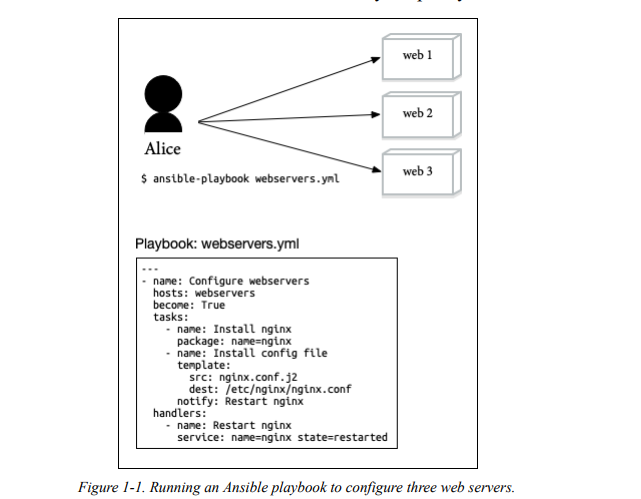 web 1
web 2
web 3
Alice
$ ansible-playbook webservers.yml
Playbook: webservers.yml
---
- name: Configure webservers
  hosts: webservers
  become: True
  tasks:
    - name: Install nginx
      package: name=nginx
    - name: Install config file
      template:
        src: nginx.conf.j2
        dest: /etc/nginx/nginx.conf
      notify: Restart nginx
  handlers:
    - name: Restart nginx
      service: name=nginx state=restarted
Figure 1-1. Running an Ansible playbook to configure three web servers.